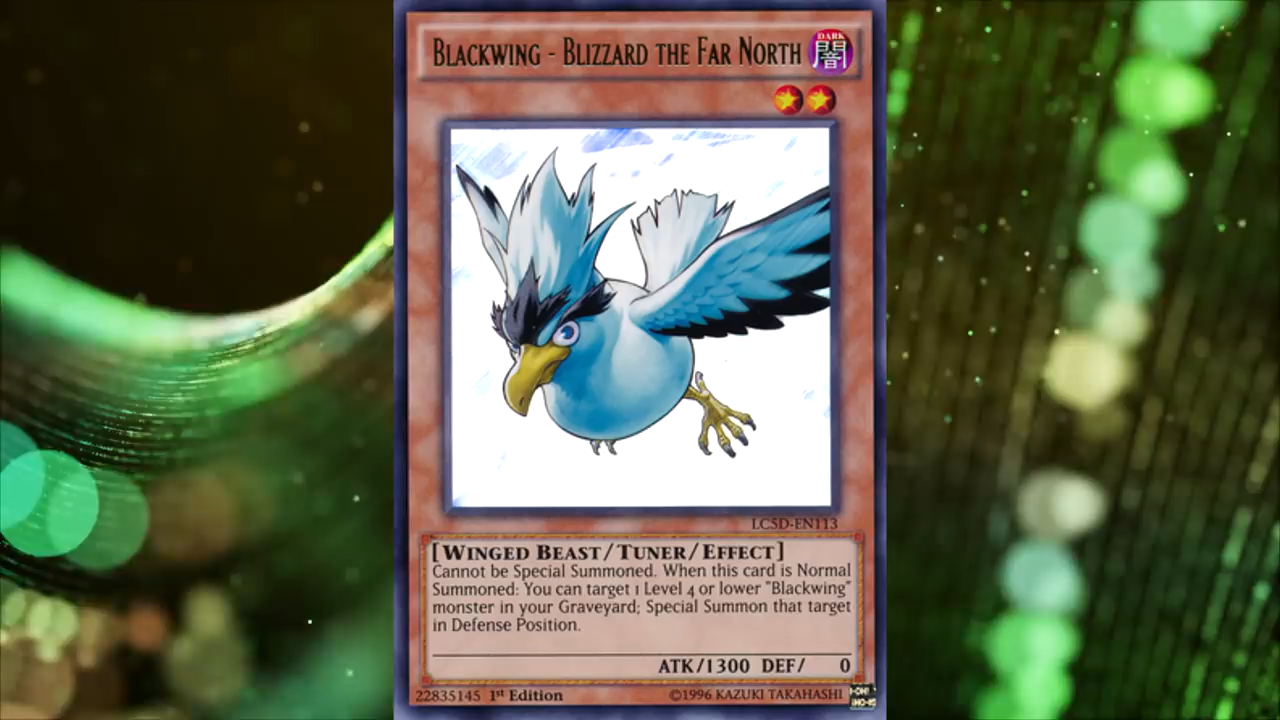 Blackwing - Blizzard the Far North
DARK
闇
LC5D-EN113
[Winged Beast/Tuner/Effect]
Cannot be Special Summoned. When this card is Normal
Summoned: You can target 1 Level 4 or lower "Blackwing"
monster in your Graveyard; Special Summon that target
in Defense Position.
ATK/1300 DEF/ 0
22835145 1st Edition ©1996 KAZUKI TAKAHASHI